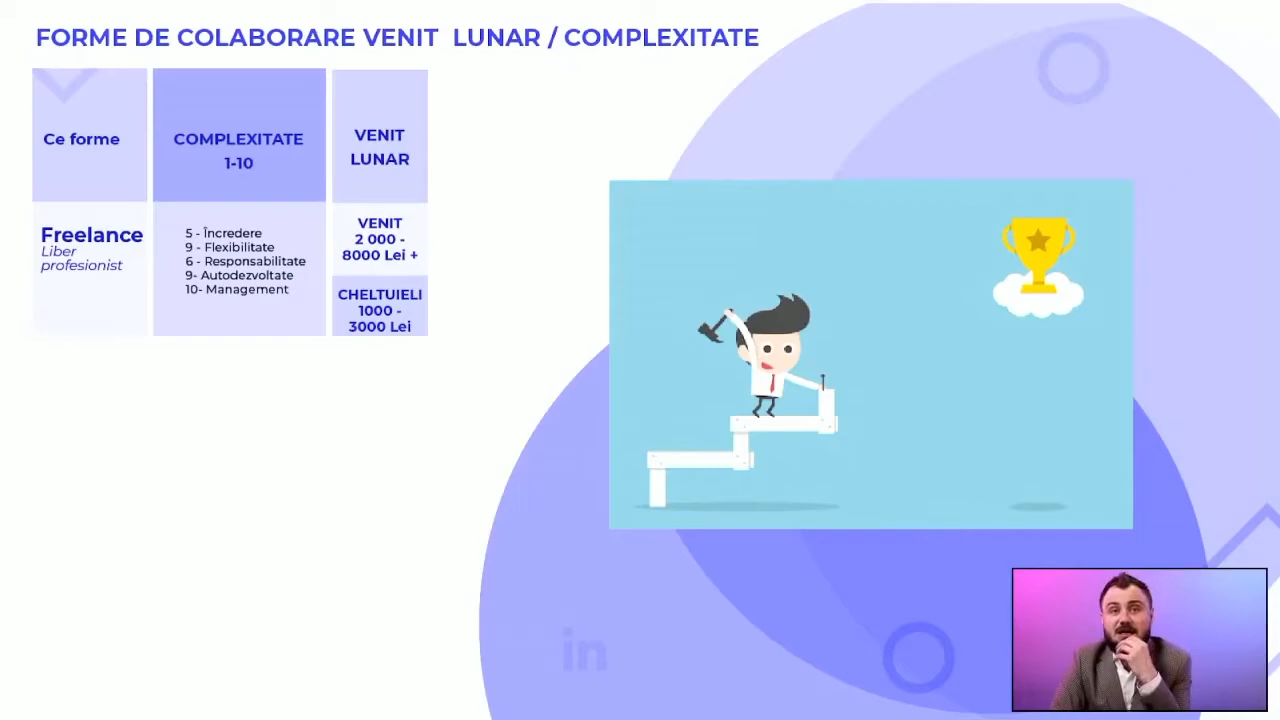 FORME DE COLABORARE VENIT LUNAR / COMPLEXITATE
Ce forme
COMPLEXITATE
1-10
VENIT
LUNAR
Freelance
Liber
profesionist
5 - Încredere
9 - Flexibilitate
6 - Responsabilitate
9- Autodezvoltate
10- Management
VENIT
2 000 -
8000 Lei +
CHELTUIELI
1000 -
3000 Lei
in